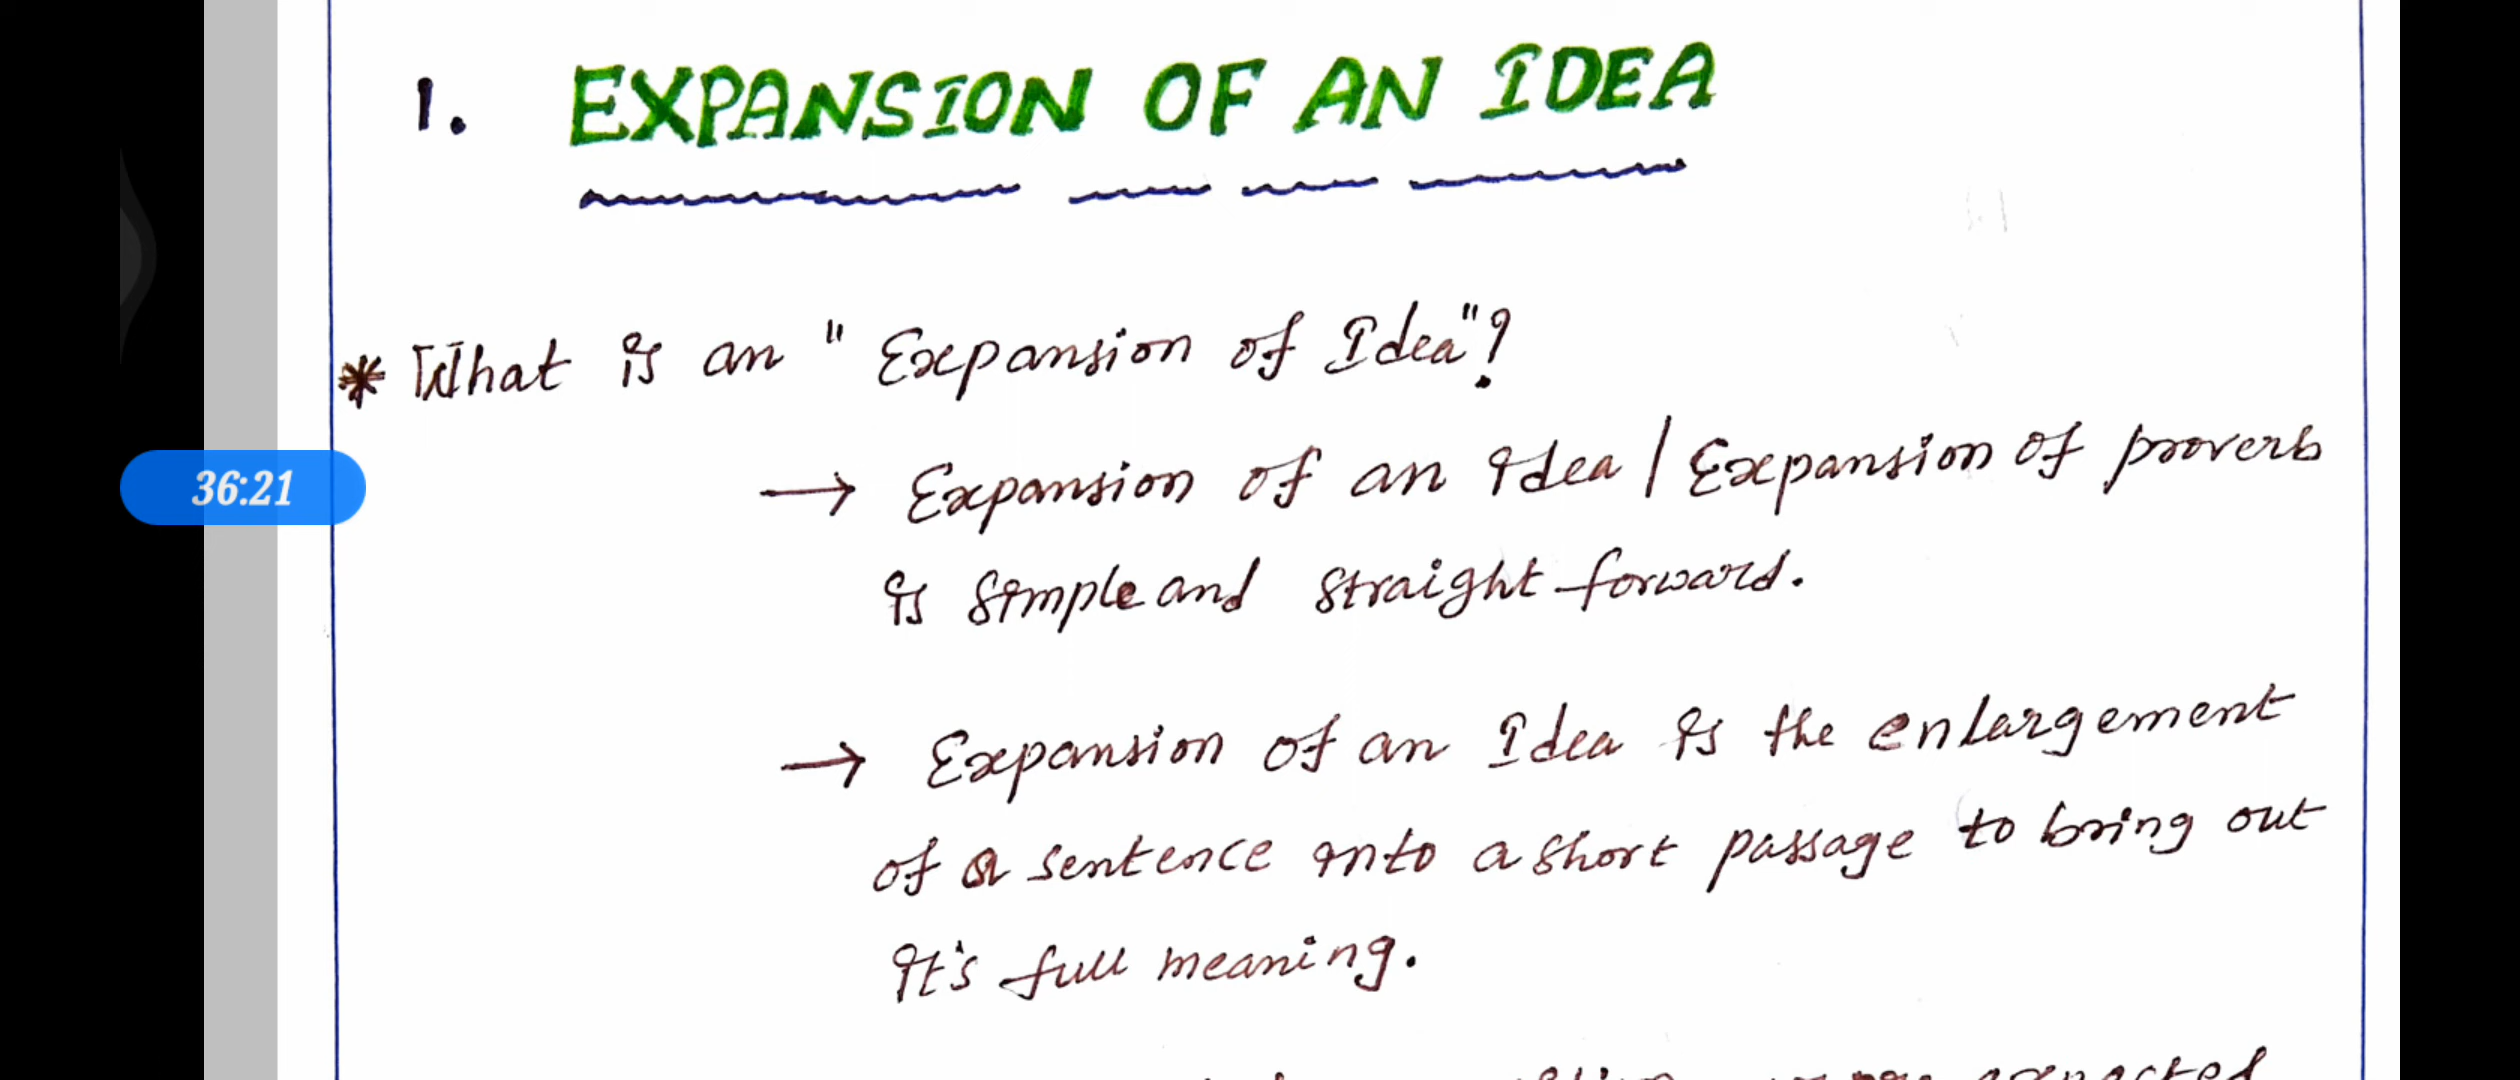 1. EXPANSION OF AN IDEA
* What is an " Expansion of Idea"?
→ Expansion of an Idea / Expansion of proverb
is simple and straight forward.
36:21
→ Expansion of an Idea is the enlargement
of a sentence into a short passage to bring out
it's full meaning.
expected